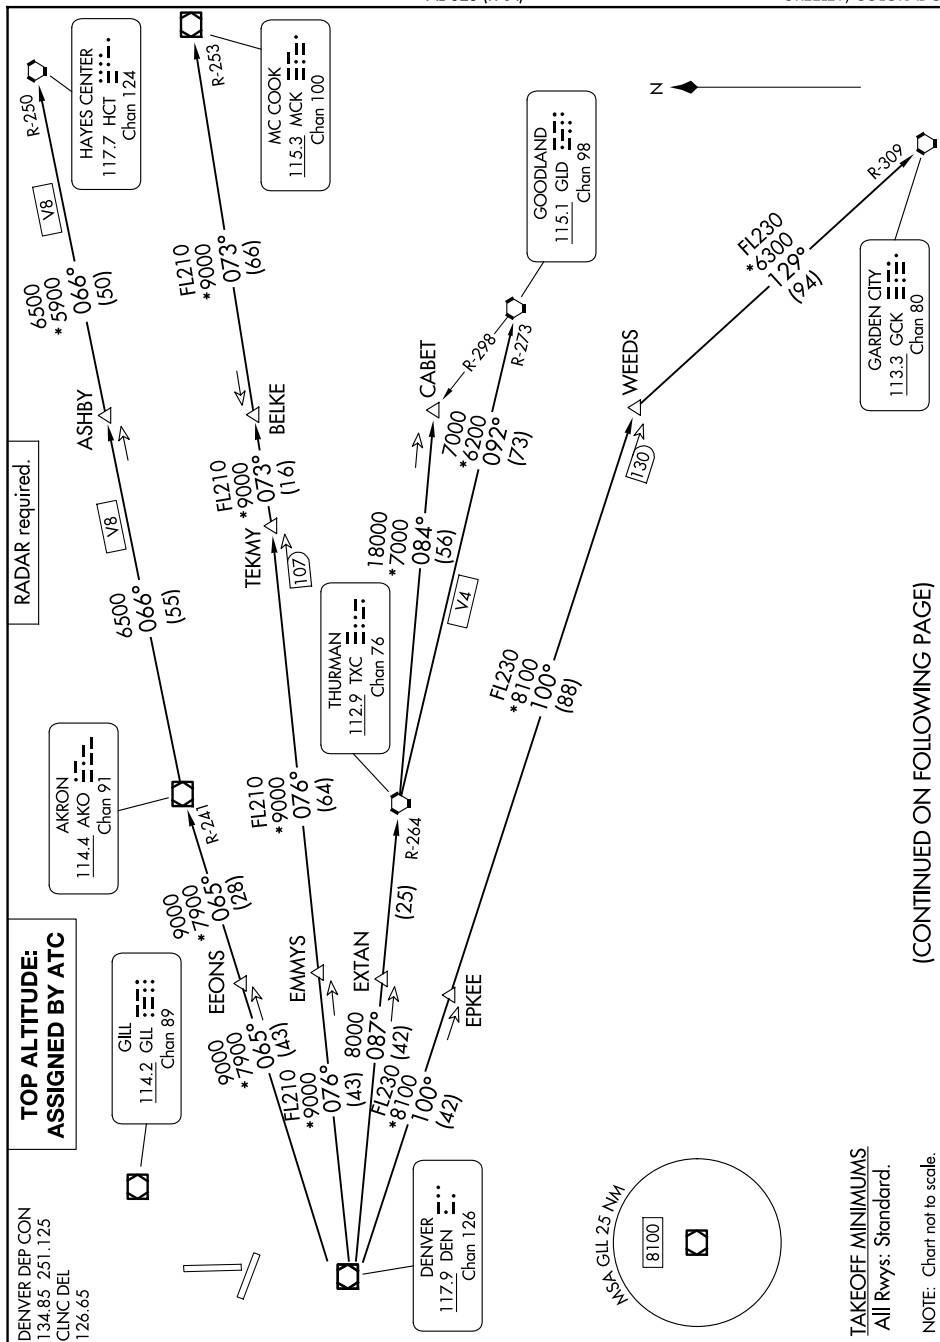 DENVER DEP CON
134.85 251.125
CLNC DEL
126.65
TOP ALTITUDE:
ASSIGNED BY ATC
RADAR required.
GILL
114.2 GLL
Chan 89
AKRON
114.4 AKO
Chan 91
HAYES CENTER
117.7 HCT
Chan 124
R-250
V8
6500
*5900
066°
(50)
ASHBY
V8
6500
066°
(55)
R-241
9000
*7900
065°
(28)
EEONS
9000
*7900
065°
(43)
MC COOK
115.3 MCK
Chan 100
R-253
FL210
*9000
073°
(66)
BELKE
FL210
*9000
073°
(16)
TEKMY
107
FL210
*9000
076°
(64)
EMMYS
FL210
*9000
076°
(43)
THURMAN
112.9 TXC
Chan 76
GOODLAND
115.1 GLD
Chan 98
R-298
R-273
CABET
18000
*7000
084°
(56)
7000
*6200
092°
(73)
V4
R-264
(25)
EXTAN
8000
087°
(42)
GARDEN CITY
113.3 GCK
Chan 80
R-309
FL230
*6300
129°
(94)
WEEDS
130
FL230
*8100
100°
(88)
EPKEE
FL230
*8100
100°
(42)
DENVER
117.9 DEN
Chan 126
N
MSA GLL 25 NM
8100
TAKEOFF MINIMUMS
All Rwys: Standard.
NOTE: Chart not to scale.
(CONTINUED ON FOLLOWING PAGE)